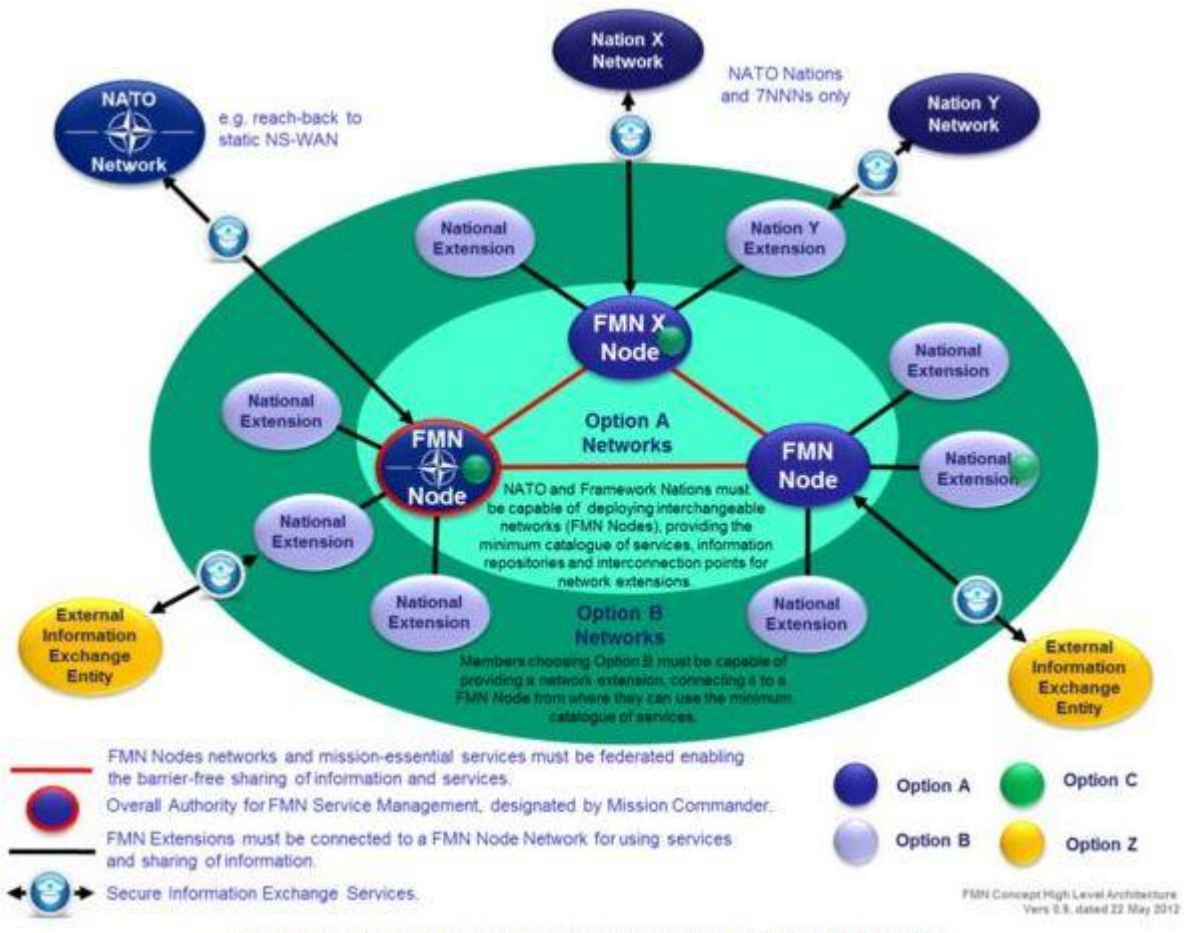 Nation X
Network
NATO Nations
and 7NNNs only
Nation Y
Network
NATO
Network
e.g. reach-back to
static NS-WAN
National
Extension
Nation Y
Extension
FMN X
Node
National
Extension
National
Extension
Option A
Networks
FMN
Node
FMN
Node
National
Extension
NATO and Framework Nations must
be capable of deploying interchangeable
networks (FMN Nodes), providing the
minimum catalogue of services, information
repositories and interconnection points for
network extensions.
National
Extension
National
Extension
National
Extension
Option B
Networks
Members choosing Option B must be capable of
providing a network extension, connecting it to a
FMN Node from where they can use the minimum
catalogue of services.
External
Information
Exchange
Entity
External
Information
Exchange
Entity
FMN Nodes networks and mission-essential services must be federated enabling
the barrier-free sharing of information and services.
Overall Authority for FMN Service Management, designated by Mission Commander.
FMN Extensions must be connected to a FMN Node Network for using services
and sharing of information.
Secure Information Exchange Services.
Option A
Option C
Option B
Option Z
FMN Concept High Level Architecture
Vers 0.9, dated 22 May 2012